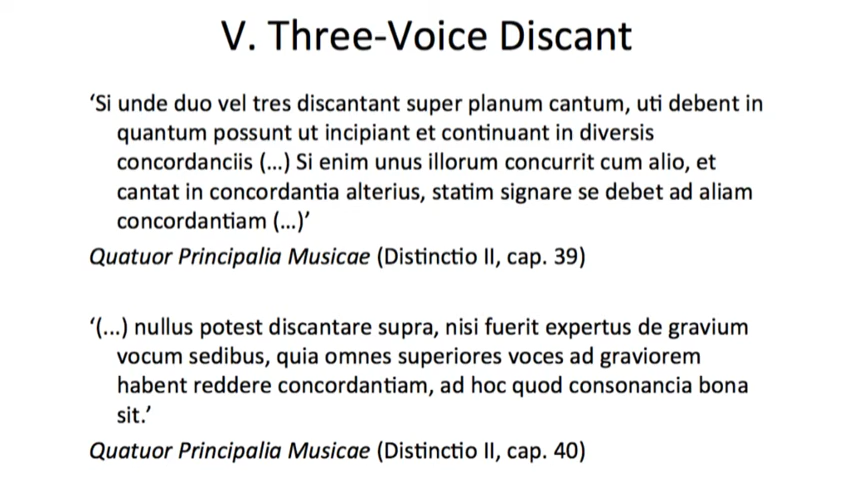 V. Three-Voice Discant
‘Si unde duo vel tres discantant super planum cantum, uti debent in
quantum possunt ut incipiant et continuant in diversis
concordanciis (...) Si enim unus illorum concurrit cum alio, et
cantat in concordantia alterius, statim signare se debet ad aliam
concordantiam (...)’
Quatuor Principalia Musicae (Distinctio II, cap. 39)
‘(...) nullus potest discantare supra, nisi fuerit expertus de gravium
vocum sedibus, quia omnes superiores voces ad graviorem
habent reddere concordantiam, ad hoc quod consonancia bona
sit.’
Quatuor Principalia Musicae (Distinctio II, cap. 40)